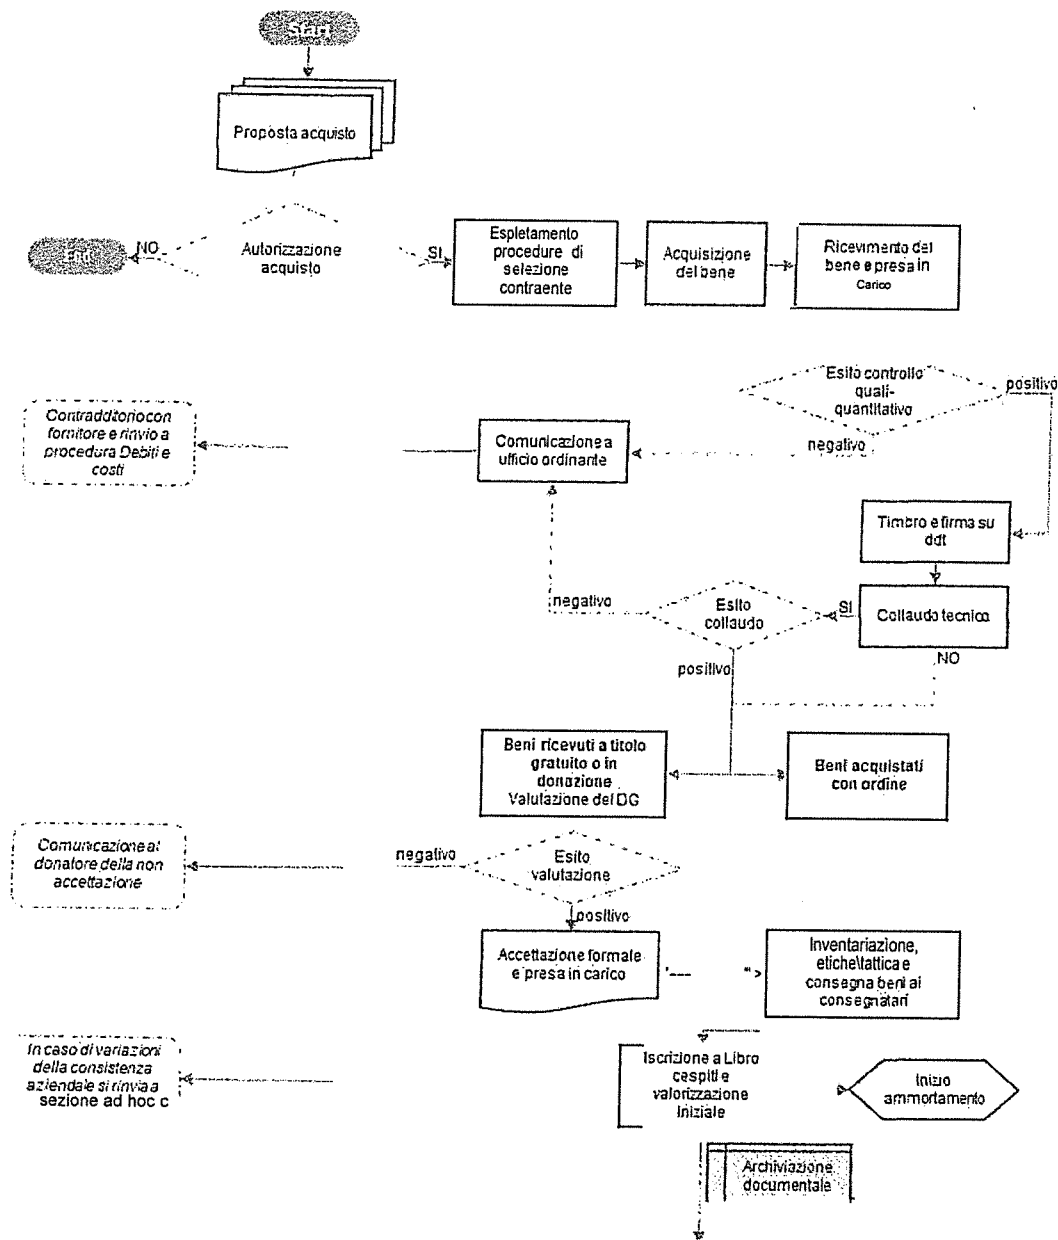 Start
Proposta acquisto
Autorizzazione
acquisto
NO
End
SI
Espletamento
procedure di
selezione
contraente
Acquisizione
del bene
Ricevimento del
bene e presa in
Carico
Esito controllo
quali-
quantitativo
positivo
negativo
Comunicazione a
ufficio ordinante
Contradditorio con
fornitore e rinvio a
procedura Debiti e
costi
Timbro e firma su
ddt
Collaudo tecnico
SI
NO
Esito
collaudo
negativo
positivo
Beni ricevuti a titolo
gratuito o in
donazione
Valutazione del DG
Beni acquistati
con ordine
Esito
valutazione
negativo
positivo
Comunicazione al
donatore della non
accettazione
Accettazione formale
e presa in carico
Inventariazione,
etiche\tattica e
consegna beni ai
consegnatari
Iscrizione a Libro
cespiti e
valorizzazione
iniziale
Inizio
ammortamento
In caso di variazioni
della consistenza
aziendale si rinvia a
sezione ad hoc c
Archiviazione
documentale